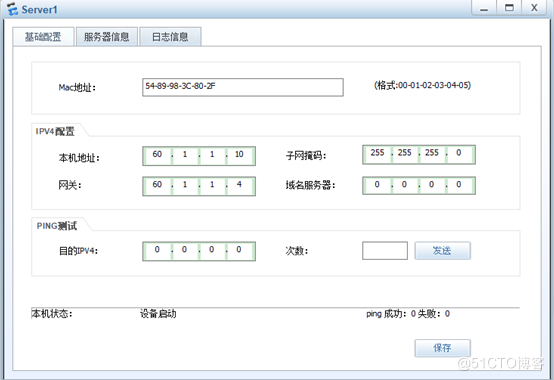 Server1
基础配置 服务器信息 日志信息
Mac地址: 54-89-98-3C-80-2F (格式:00-01-02-03-04-05)
IPV4配置
本机地址: 60 . 1 . 1 . 10 子网掩码: 255 . 255 . 255 . 0
网关: 60 . 1 . 1 . 4 域名服务器: 0 . 0 . 0 . 0
PING测试
目的IPV4: 0 . 0 . 0 . 0 次数: 发送
本机状态: 设备启动 ping 成功: 0 失败: 0
保存
@51CTO博客